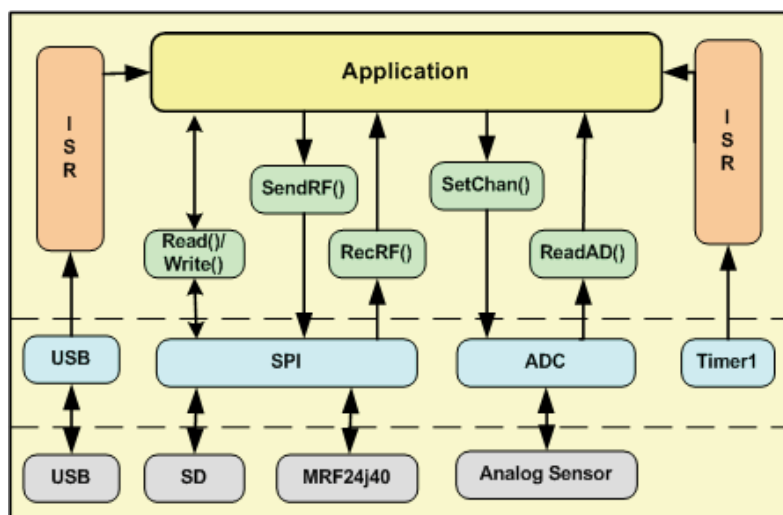 Application
I
S
R
I
S
R
SendRF()
SetChan()
Read()/
Write()
RecRF()
ReadAD()
USB
SPI
ADC
Timer1
USB
SD
MRF24j40
Analog Sensor